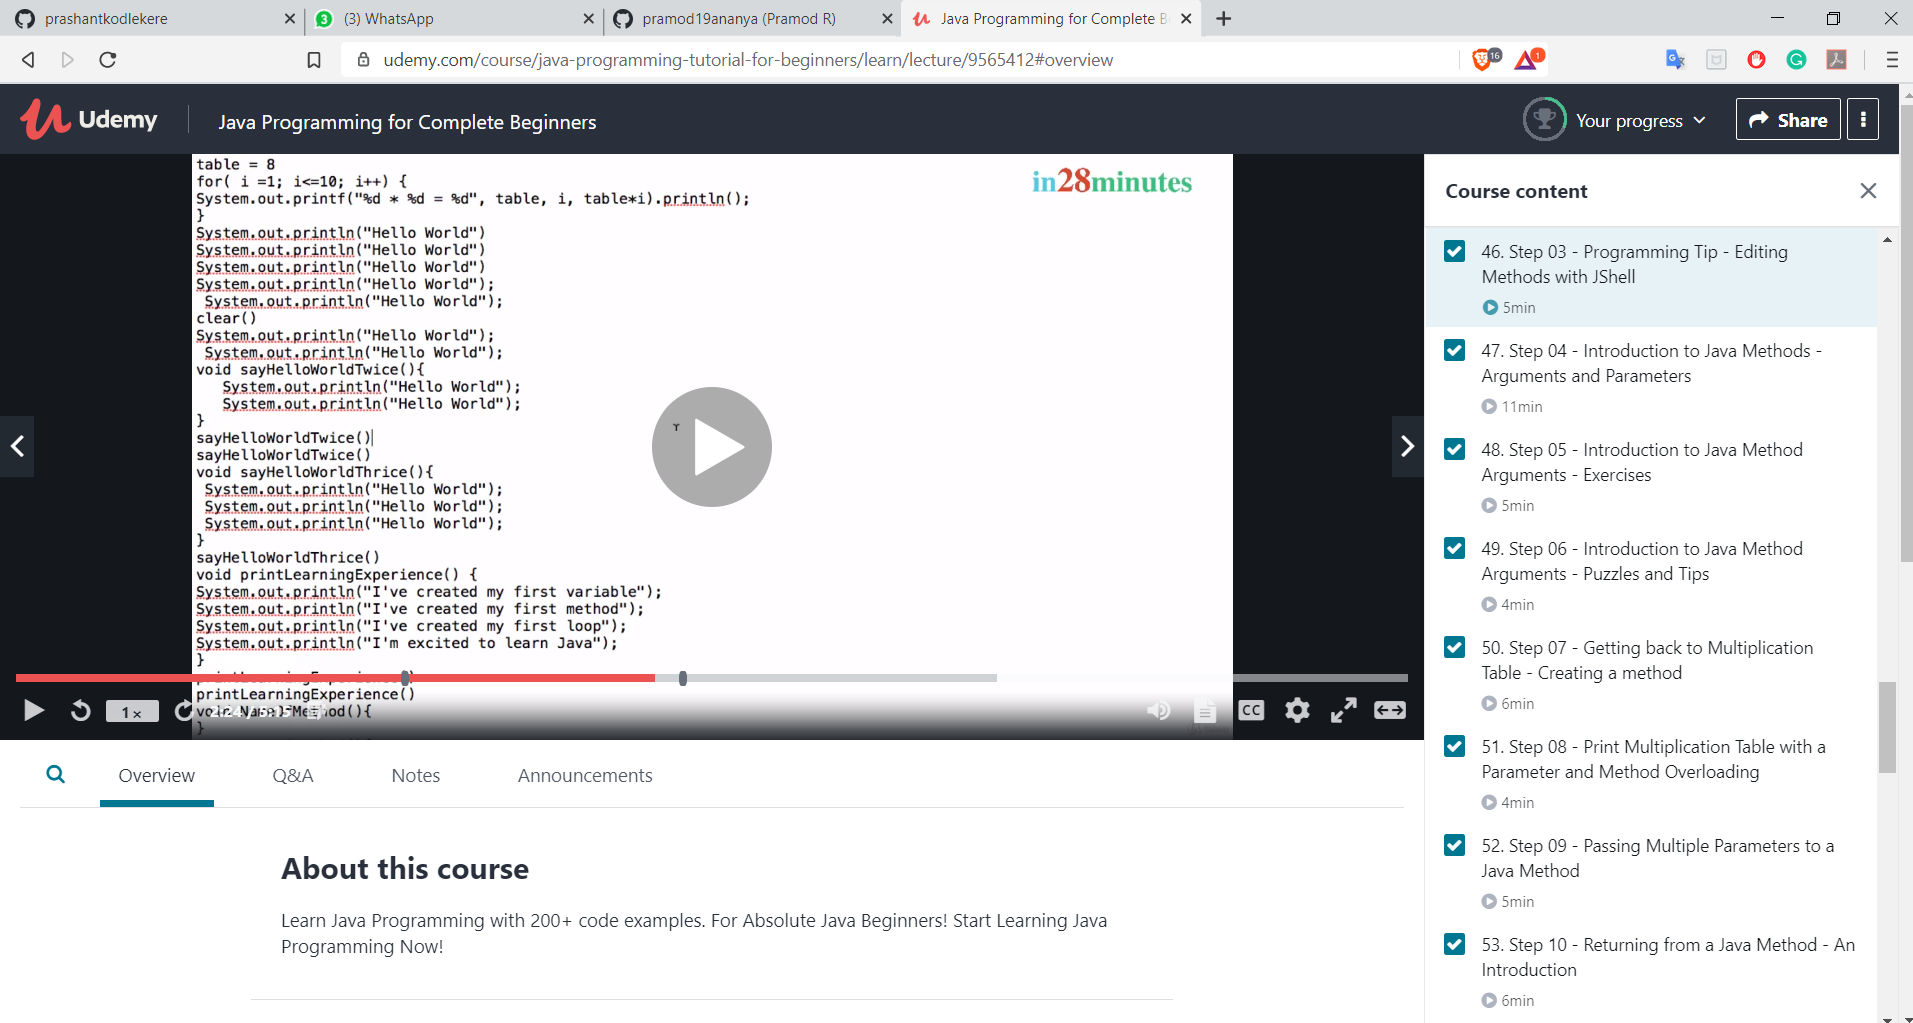 prashantkodlekere
3
(3) WhatsApp
pramod19ananya (Pramod R)
Java Programming for Complete B
udemy.com/course/java-programming-tutorial-for-beginners/learn/lecture/9565412#overview
16
1
Udemy
Java Programming for Complete Beginners
Your progress
Share
in28minutes
table = 8
for( i =1; i<=10; i++) {
System.out.printf("%d * %d = %d", table, i, table*i).println();
}
System.out.println("Hello World")
System.out.println("Hello World")
System.out.println("Hello World")
System.out.println("Hello World");
System.out.println("Hello World");
clear()
System.out.println("Hello World");
System.out.println("Hello World");
void sayHelloWorldTwice(){
System.out.println("Hello World");
System.out.println("Hello World");
}
sayHelloWorldTwice()
sayHelloWorldTwice()
void sayHelloWorldThrice(){
System.out.println("Hello World");
System.out.println("Hello World");
System.out.println("Hello World");
}
sayHelloWorldThrice()
void printLearningExperience() {
System.out.println("I've created my first variable");
System.out.println("I've created my first method");
System.out.println("I've created my first loop");
System.out.println("I'm excited to learn Java");
}
printLearningExperience()
1x
CC
Overview
Q&A
Notes
Announcements
About this course
Learn Java Programming with 200+ code examples. For Absolute Java Beginners! Start Learning Java
Programming Now!
Course content
46. Step 03 - Programming Tip - Editing
Methods with JShell
5min
47. Step 04 - Introduction to Java Methods -
Arguments and Parameters
11min
48. Step 05 - Introduction to Java Method
Arguments - Exercises
5min
49. Step 06 - Introduction to Java Method
Arguments - Puzzles and Tips
4min
50. Step 07 - Getting back to Multiplication
Table - Creating a method
6min
51. Step 08 - Print Multiplication Table with a
Parameter and Method Overloading
4min
52. Step 09 - Passing Multiple Parameters to a
Java Method
5min
53. Step 10 - Returning from a Java Method - An
Introduction
6min